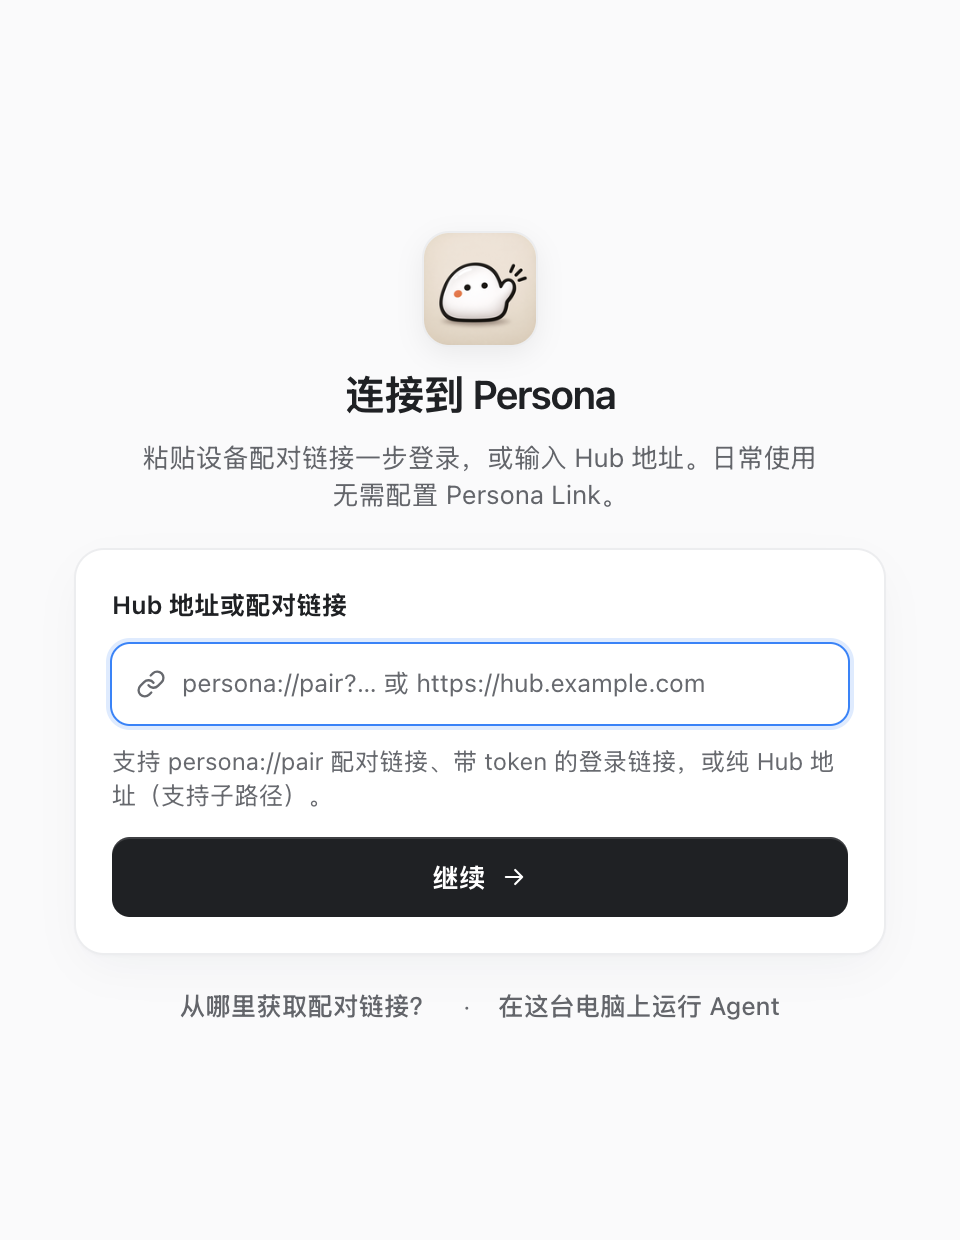 连接到 Persona
粘贴设备配对链接一步登录，或输入 Hub 地址。日常使用
无需配置 Persona Link。
Hub 地址或配对链接
persona://pair?... 或 https://hub.example.com
支持 persona://pair 配对链接、带 token 的登录链接，或纯 Hub 地
址（支持子路径）。
继续 →
从哪里获取配对链接? · 在这台电脑上运行 Agent